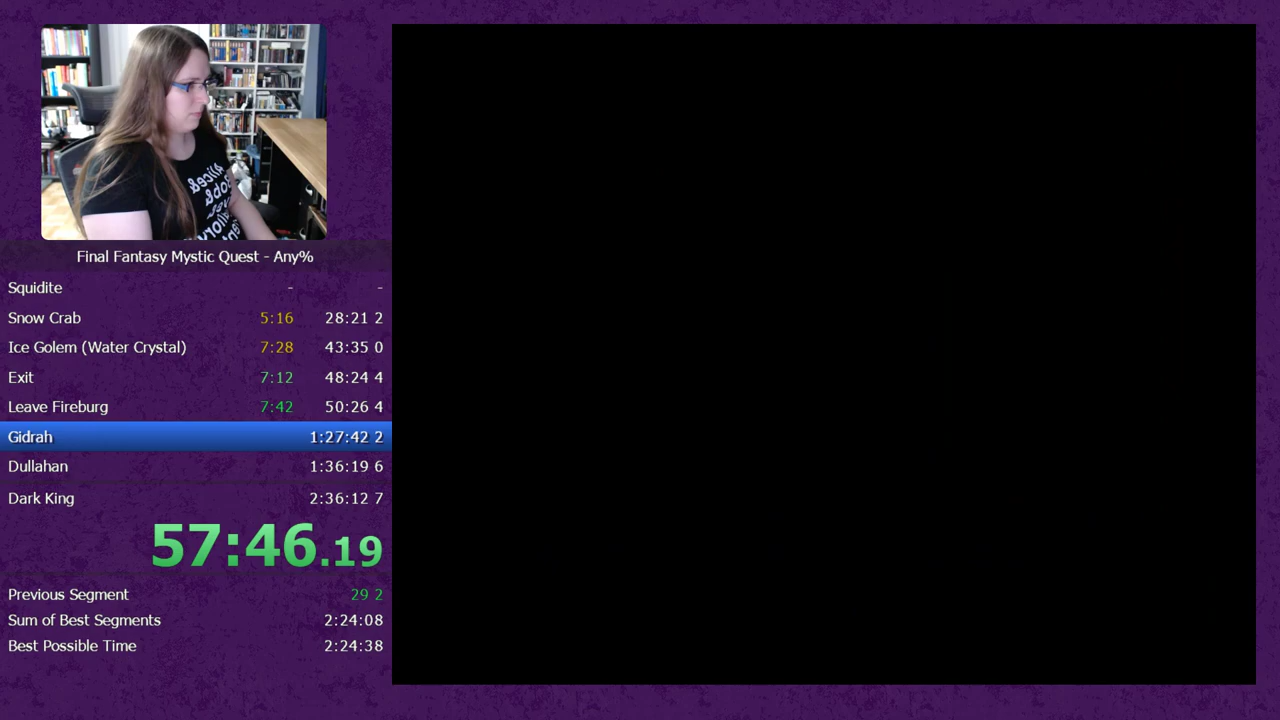 Alice&
Bob&
Final Fantasy Mystic Quest - Any%
Squidite - -
Snow Crab 5:16 28:21 2
Ice Golem (Water Crystal) 7:28 43:35 0
Exit 7:12 48:24 4
Leave Fireburg 7:42 50:26 4
Gidrah 1:27:42 2
Dullahan 1:36:19 6
Dark King 2:36:12 7
57:46.19
Previous Segment 29 2
Sum of Best Segments 2:24:08
Best Possible Time 2:24:38